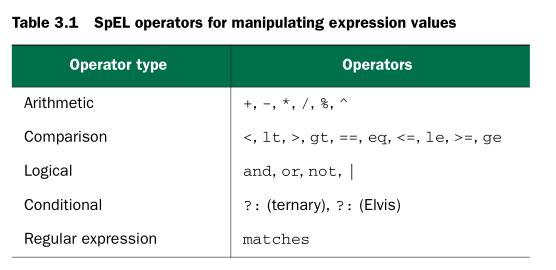 Table 3.1 SpEL operators for manipulating expression values
Operator type Operators
Arithmetic +, -, *, /, %, ^
Comparison <, lt, >, gt, ==, eq, <=, le, >=, ge
Logical and, or, not, |
Conditional ?: (ternary), ?: (Elvis)
Regular expression matches